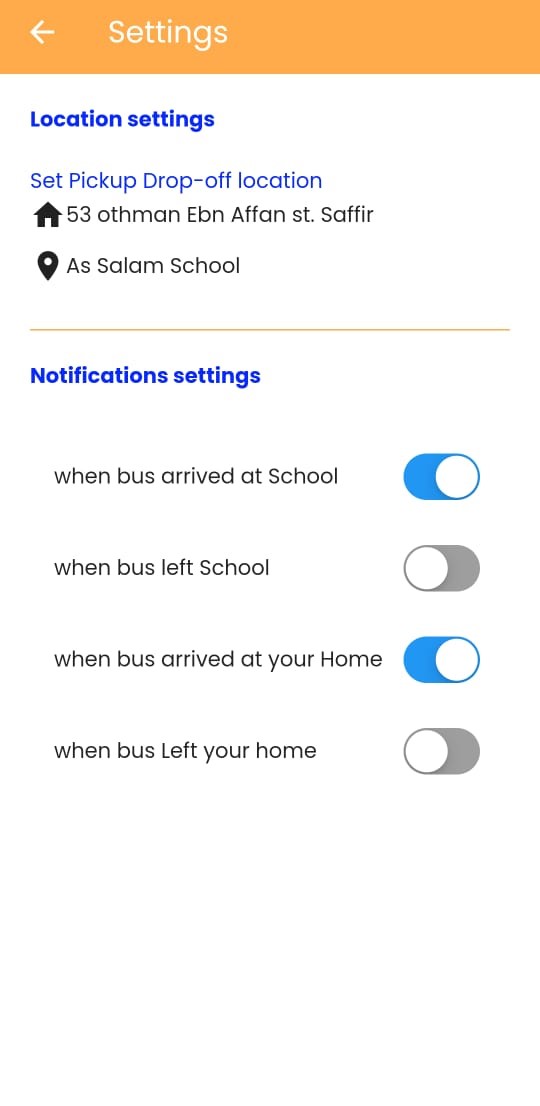 Settings
Location settings
Set Pickup Drop-off location
53 othman Ebn Affan st. Saffir
As Salam School
Notifications settings
when bus arrived at School
when bus left School
when bus arrived at your Home
when bus Left your home